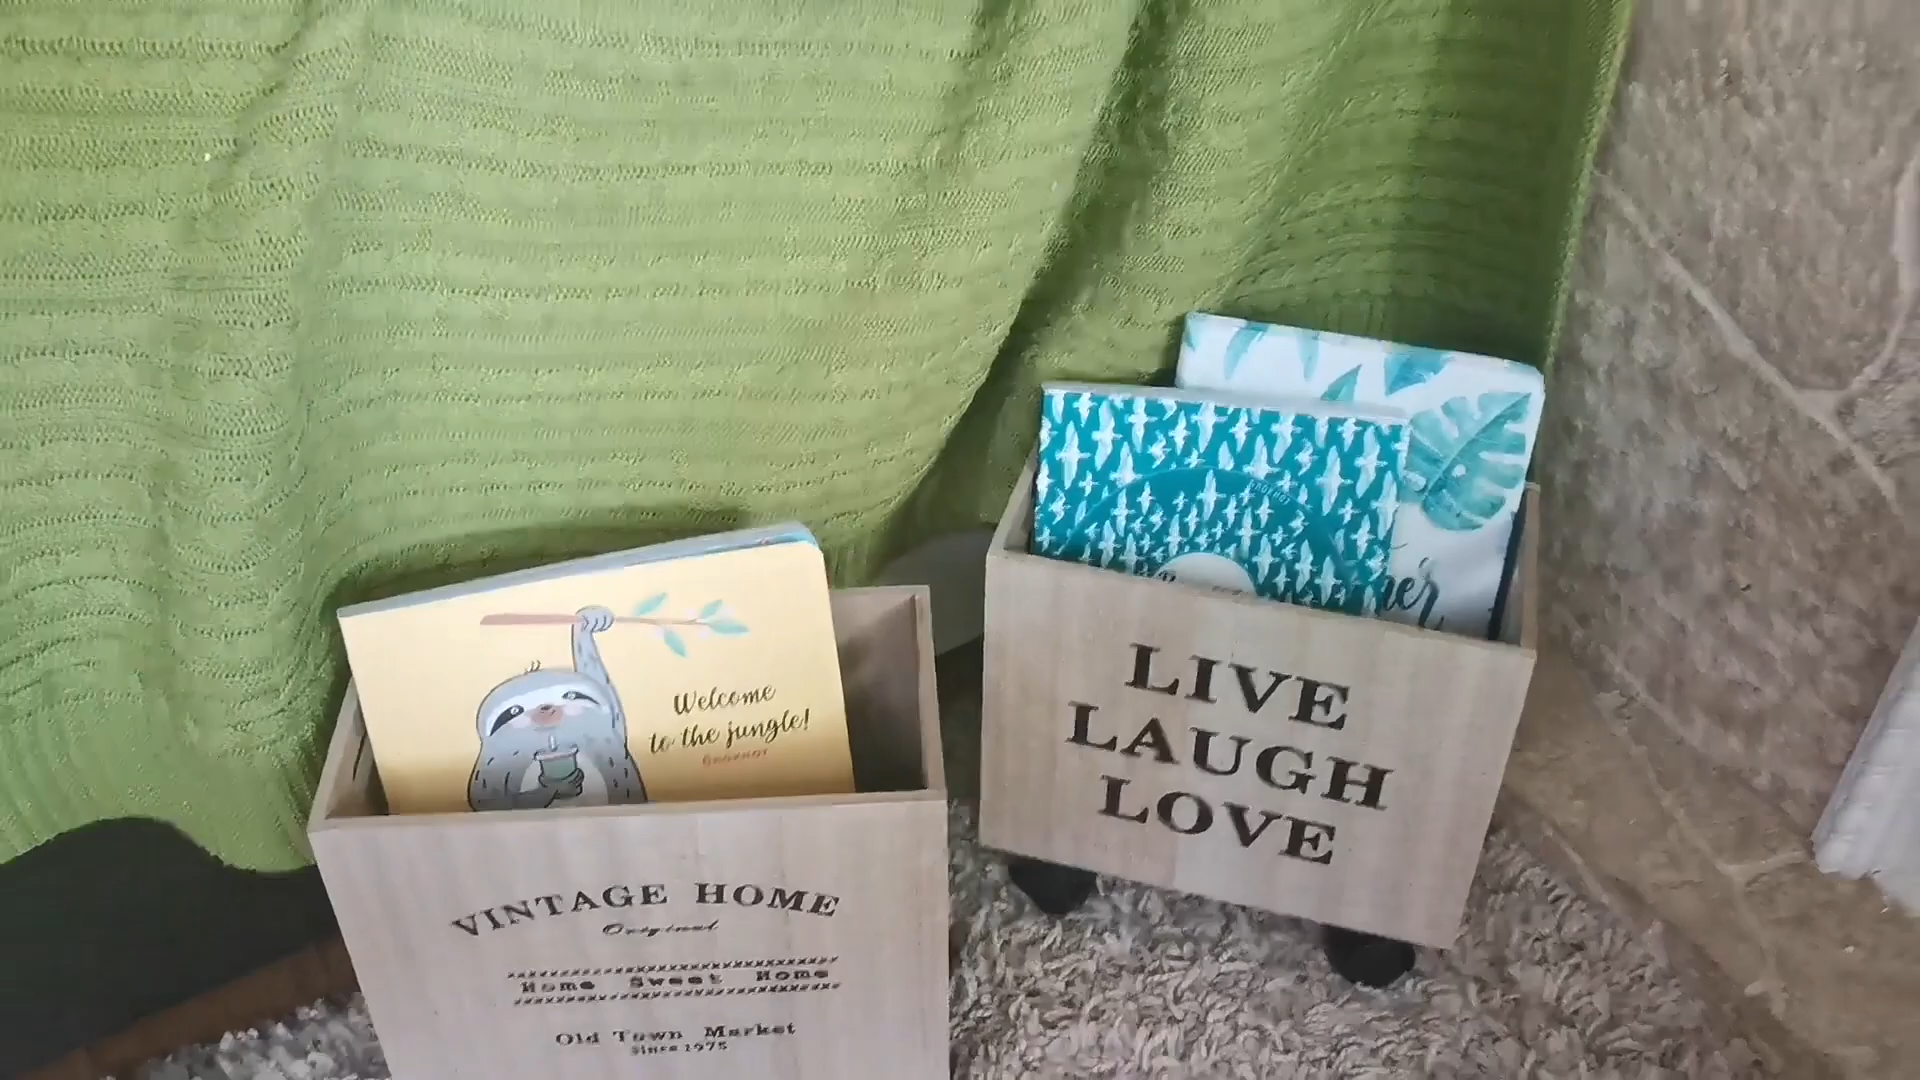 Welcome
to the jungle!
LIVE
LAUGH
LOVE
VINTAGE HOME
Original
Home Sweet Home
Old Town Market
Since 1975